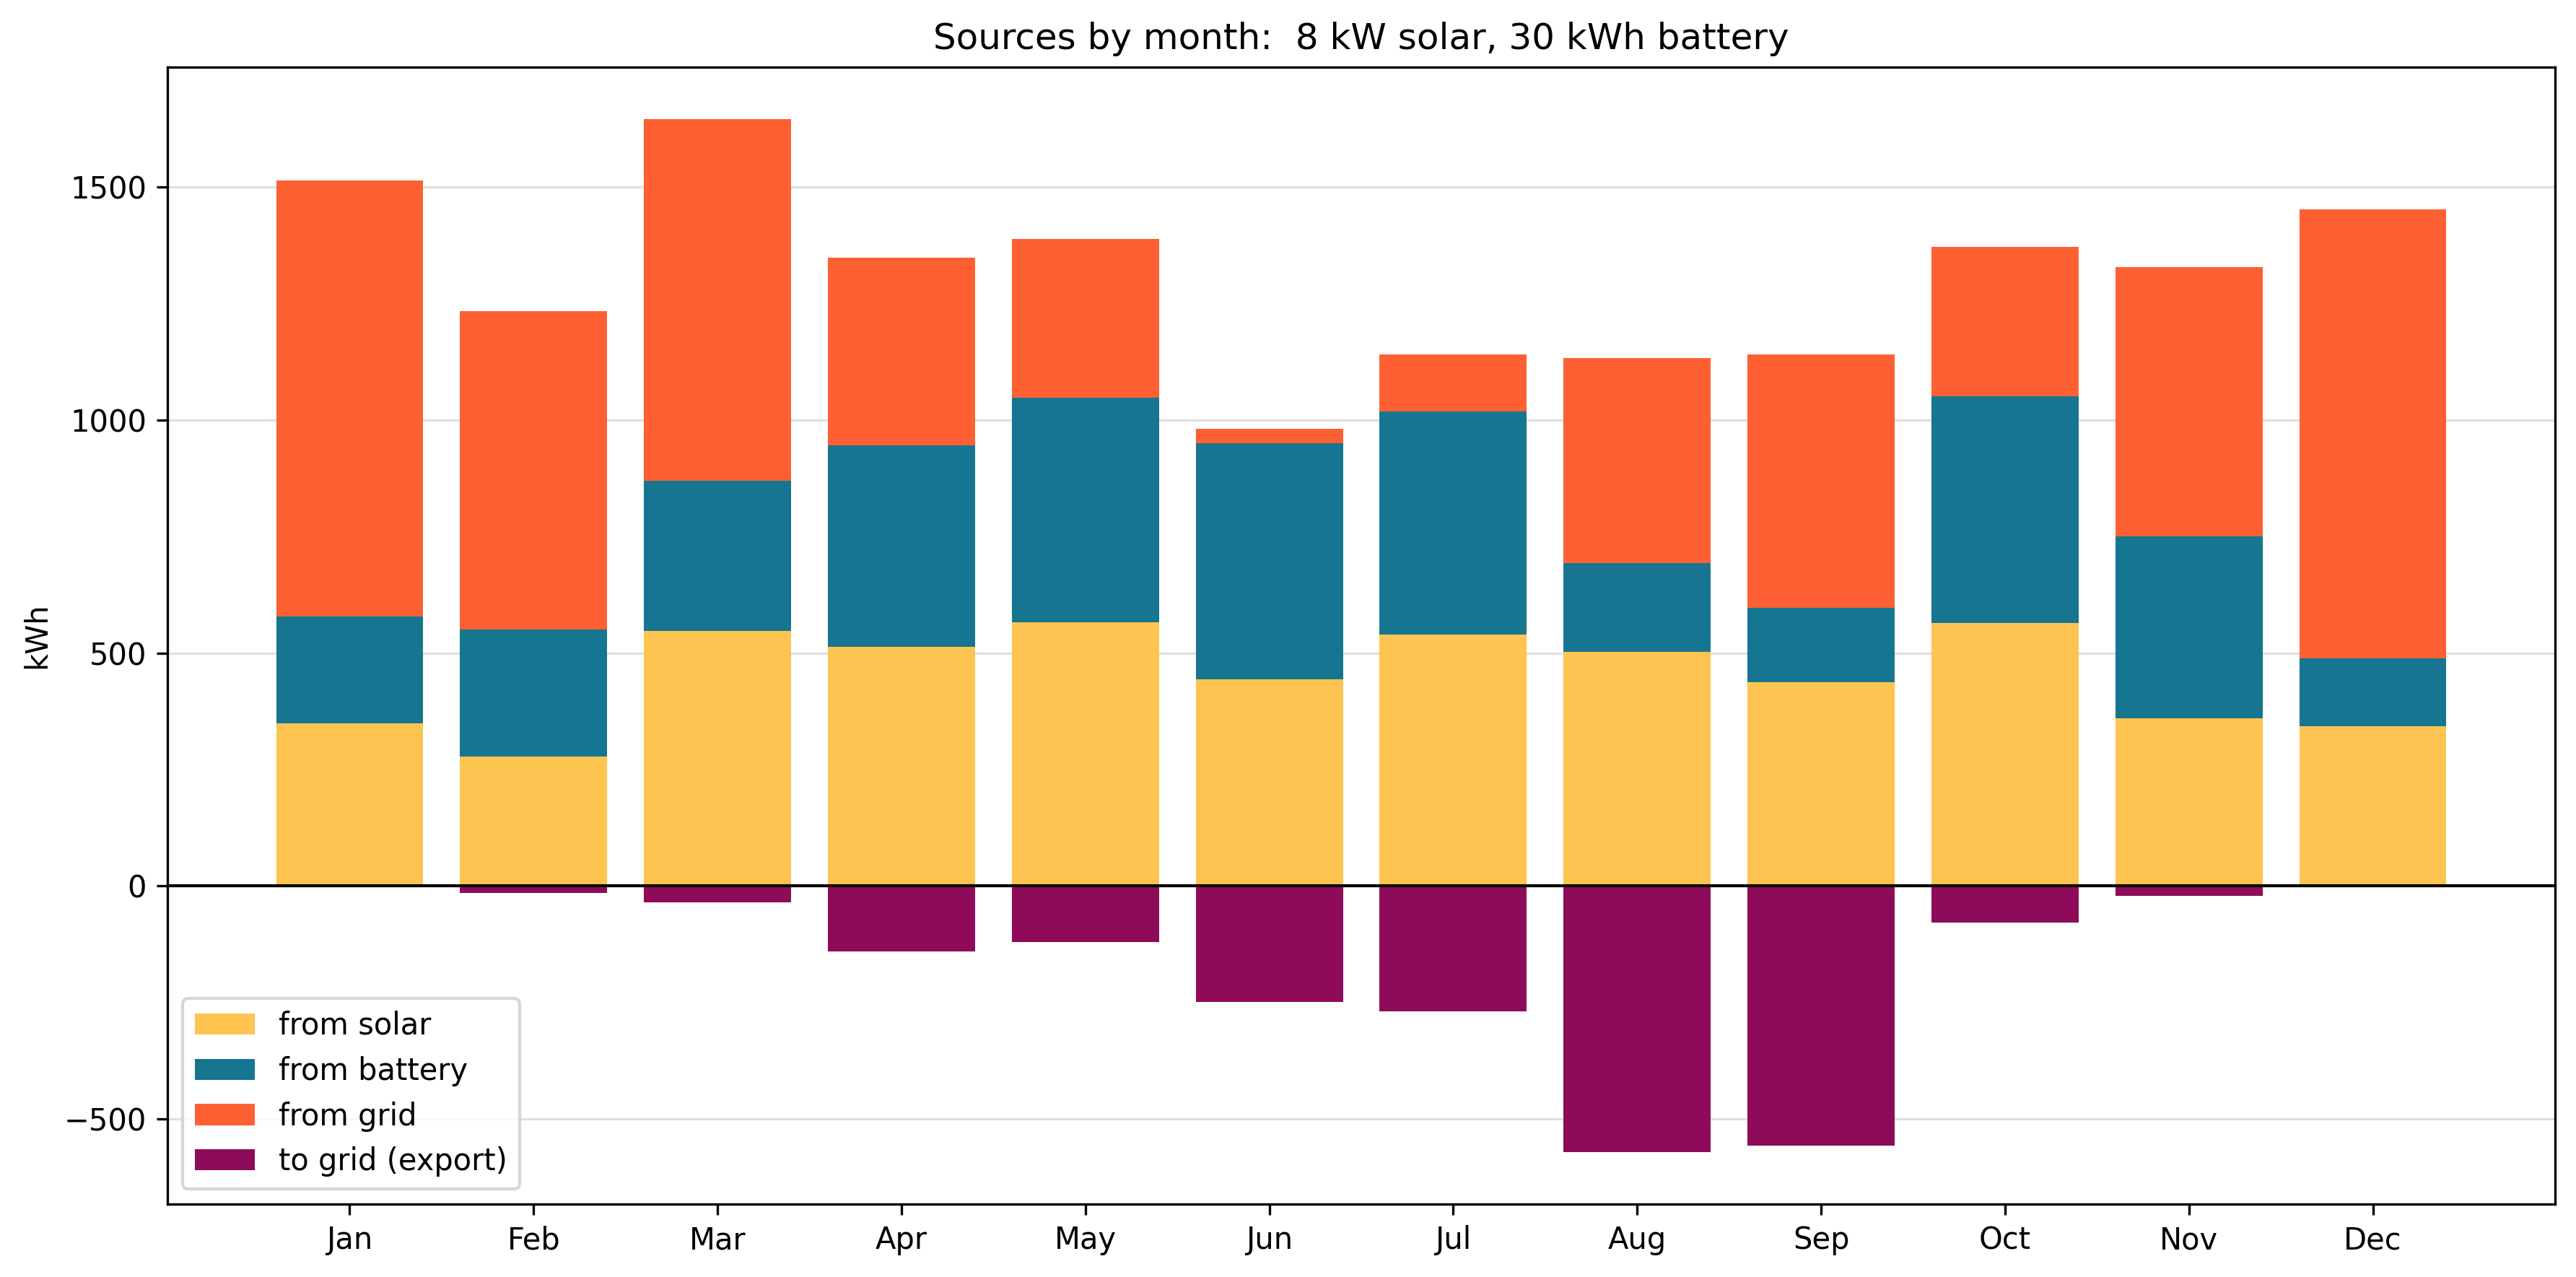 Sources by month:  8 kW solar, 30 kWh battery
kWh
1500
1000
500
0
−500
from solar
from battery
from grid
to grid (export)
Jan Feb Mar Apr May Jun Jul Aug Sep Oct Nov Dec